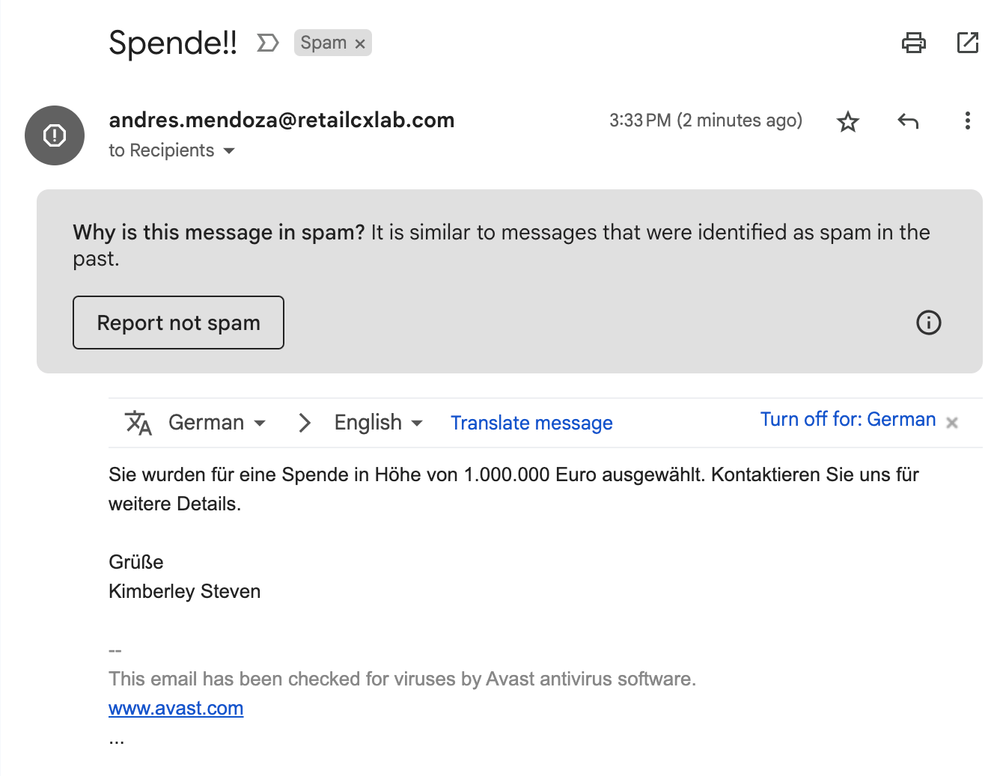 Spende!! Spam ×
andres.mendoza@retailcxlab.com 3:33 PM (2 minutes ago)
to Recipients
Why is this message in spam? It is similar to messages that were identified as spam in the
past.
Report not spam
German > English Translate message Turn off for: German ×
Sie wurden für eine Spende in Höhe von 1.000.000 Euro ausgewählt. Kontaktieren Sie uns für
weitere Details.
Grüße
Kimberley Steven
--
This email has been checked for viruses by Avast antivirus software.
www.avast.com
...